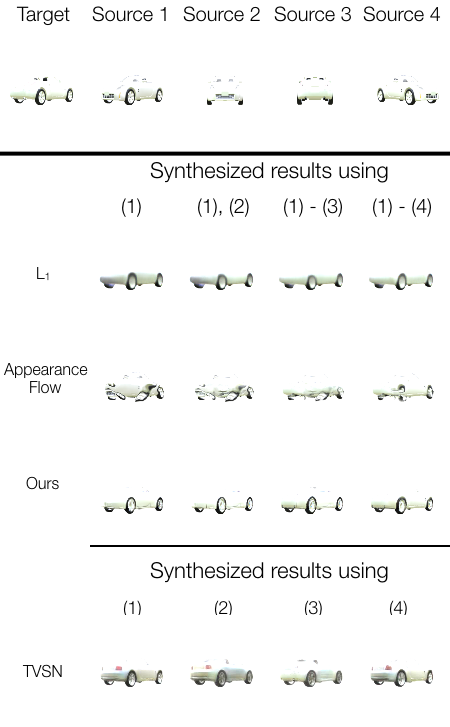 Target Source 1 Source 2 Source 3 Source 4
Synthesized results using
(1) (1), (2) (1) - (3) (1) - (4)
L₁
Appearance
Flow
Ours
Synthesized results using
(1) (2) (3) (4)
TVSN